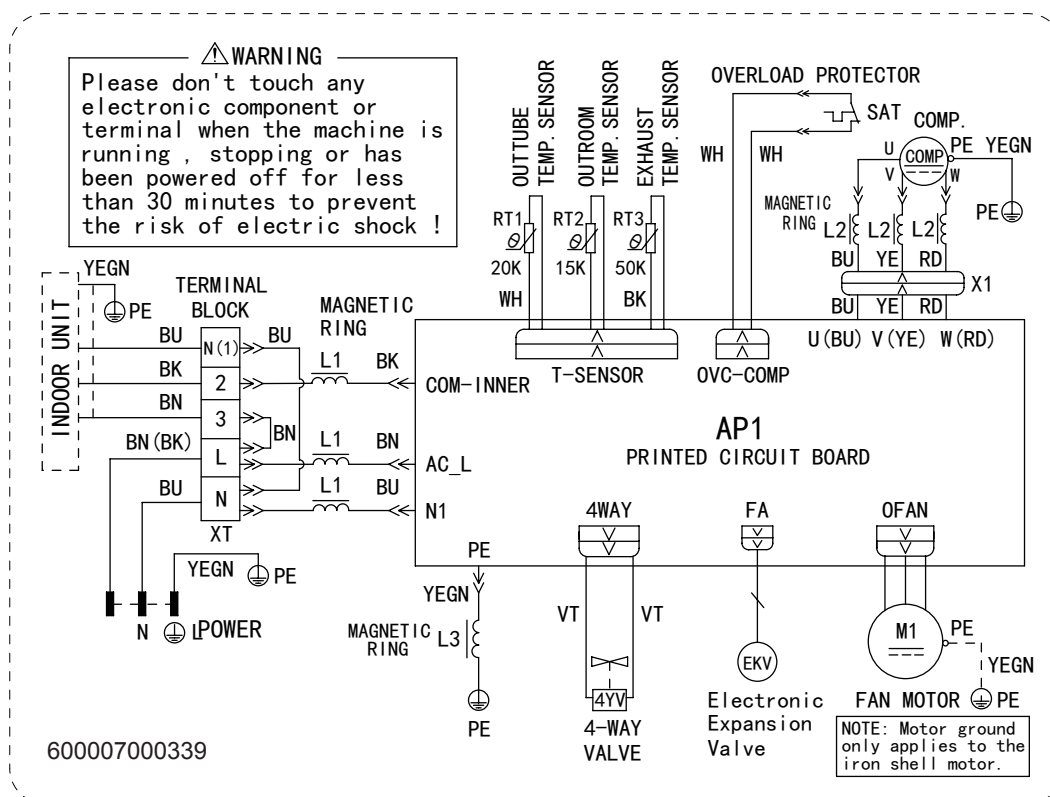 WARNING
Please don't touch any
electronic component or
terminal when the machine is
running , stopping or has
been powered off for less
than 30 minutes to prevent
the risk of electric shock !
OUTTUBE
TEMP. SENSOR
OUTROOM
TEMP. SENSOR
EXHAUST
TEMP. SENSOR
OVERLOAD PROTECTOR
SAT
COMP.
WH
WH
U
V
W
COMP
PE
YEGN
PE
MAGNETIC
RING
L2
L2
L2
BU
YE
RD
X1
BU
YE
RD
RT1
RT2
RT3
θ
θ
θ
20K
15K
50K
WH
BK
YEGN
PE
INDOOR UNIT
TERMINAL
BLOCK
MAGNETIC
RING
BU
N(1)
BU
BK
2
L1
BK
COM-INNER
BN
3
BN
BN(BK)
L
L1
BN
AC_L
BU
N
L1
BU
N1
XT
T-SENSOR
OVC-COMP
U(BU) V(YE) W(RD)
AP1
PRINTED CIRCUIT BOARD
4WAY
FA
OFAN
PE
YEGN
PE
N
L
POWER
YEGN
MAGNETIC
RING
L3
PE
VT
VT
4YV
4-WAY
VALVE
EKV
Electronic
Expansion
Valve
M1
PE
YEGN
FAN MOTOR
PE
NOTE: Motor ground
only applies to the
iron shell motor.
600007000339